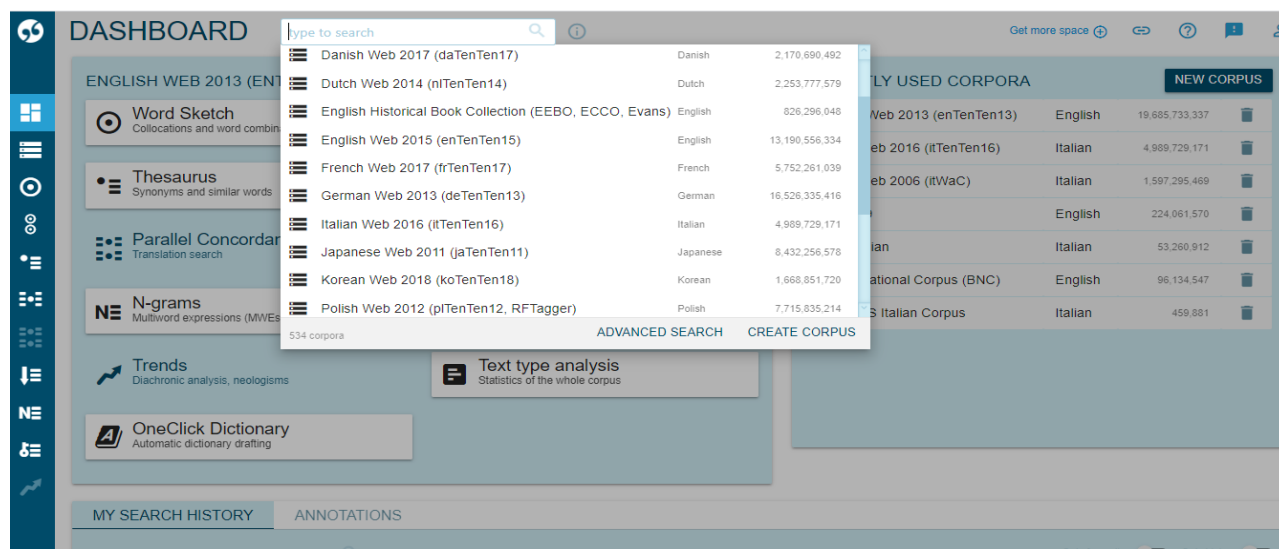 DASHBOARD
type to search
Get more space
Danish Web 2017 (daTenTen17) Danish 2,170,690,492
Dutch Web 2014 (nlTenTen14) Dutch 2,253,777,579
English Historical Book Collection (EEBO, ECCO, Evans) English 826,296,048
English Web 2015 (enTenTen15) English 13,190,556,334
French Web 2017 (frTenTen17) French 5,752,261,039
German Web 2013 (deTenTen13) German 16,526,335,416
Italian Web 2016 (itTenTen16) Italian 4,989,729,171
Japanese Web 2011 (jaTenTen11) Japanese 8,432,256,578
Korean Web 2018 (koTenTen18) Korean 1,668,851,720
Polish Web 2012 (plTenTen12, RFTagger) Polish 7,715,835,214
534 corpora ADVANCED SEARCH CREATE CORPUS
ENGLISH WEB 2013 (ENT
Word Sketch
Collocations and word combin
Thesaurus
Synonyms and similar words
Parallel Concordan
Translation search
N-grams
Multiword expressions (MWEs
Trends
Diachronic analysis, neologisms
Text type analysis
Statistics of the whole corpus
OneClick Dictionary
Automatic dictionary drafting
TLY USED CORPORA NEW CORPUS
Web 2013 (enTenTen13) English 19,685,733,337
eb 2016 (itTenTen16) Italian 4,989,729,171
eb 2006 (itWaC) Italian 1,597,295,469
English 224,061,570
ian Italian 53,260,912
ational Corpus (BNC) English 96,134,547
S Italian Corpus Italian 459,881
N
MY SEARCH HISTORY ANNOTATIONS